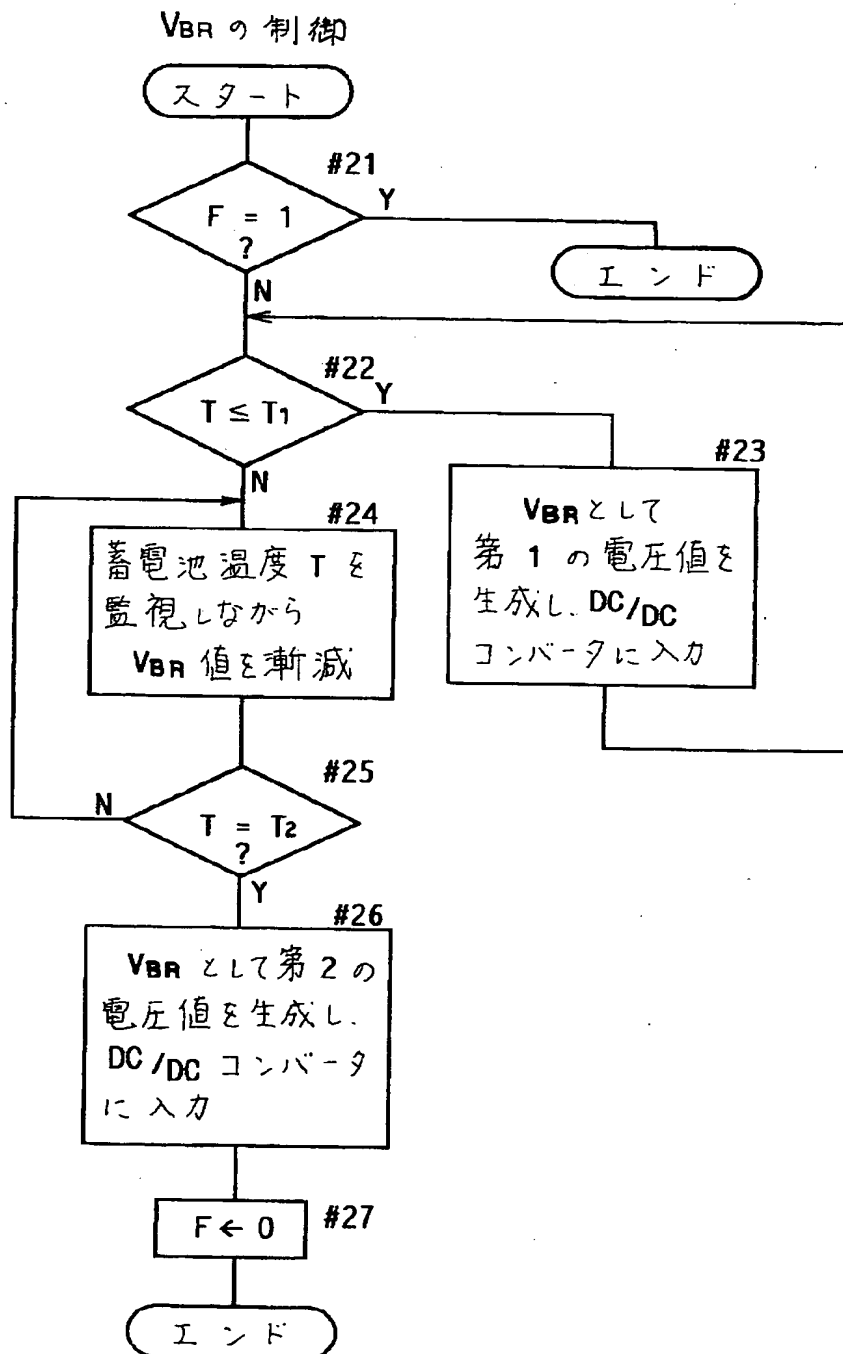 VBR の制御
スタート
#21
F = 1
?
Y
エンド
N
#22
T ≤ T1
Y
N
#23
VBRとして
第1の電圧値を
生成し、DC/DC
コンバータに入力
#24
蓄電池温度Tを
監視しながら
VBR 値を漸減
#25
T = T2
?
N
Y
#26
VBR として第2の
電圧値を生成し、
DC/DC コンバータ
に入力
#27
F ← 0
エンド